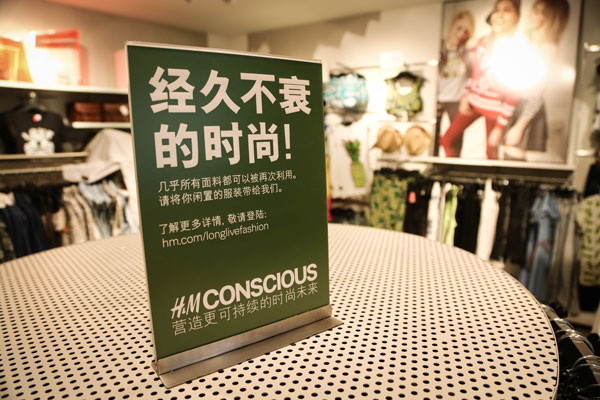 经久不衰
的时尚!
几乎所有面料都可以被再次利用。
请将你闲置的服装带给我们。
了解更多详情, 敬请登陆:
hm.com/longlivefashion
H&M CONSCIOUS
营造更可持续的时尚未来